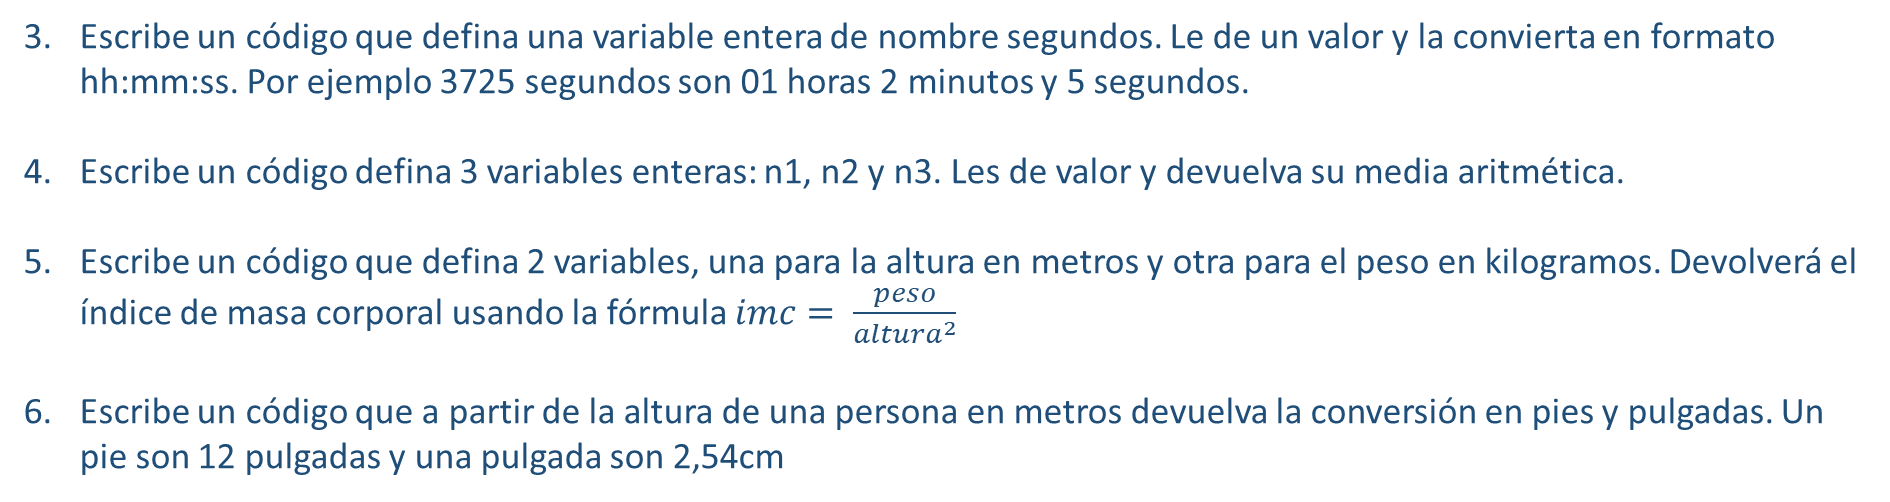 3. Escribe un código que defina una variable entera de nombre segundos. Le de un valor y la convierta en formato
hh:mm:ss. Por ejemplo 3725 segundos son 01 horas 2 minutos y 5 segundos.
4. Escribe un código defina 3 variables enteras: n1, n2 y n3. Les de valor y devuelva su media aritmética.
5. Escribe un código que defina 2 variables, una para la altura en metros y otra para el peso en kilogramos. Devolverá el
índice de masa corporal usando la fórmula imc = peso/altura²
6. Escribe un código que a partir de la altura de una persona en metros devuelva la conversión en pies y pulgadas. Un
pie son 12 pulgadas y una pulgada son 2,54cm